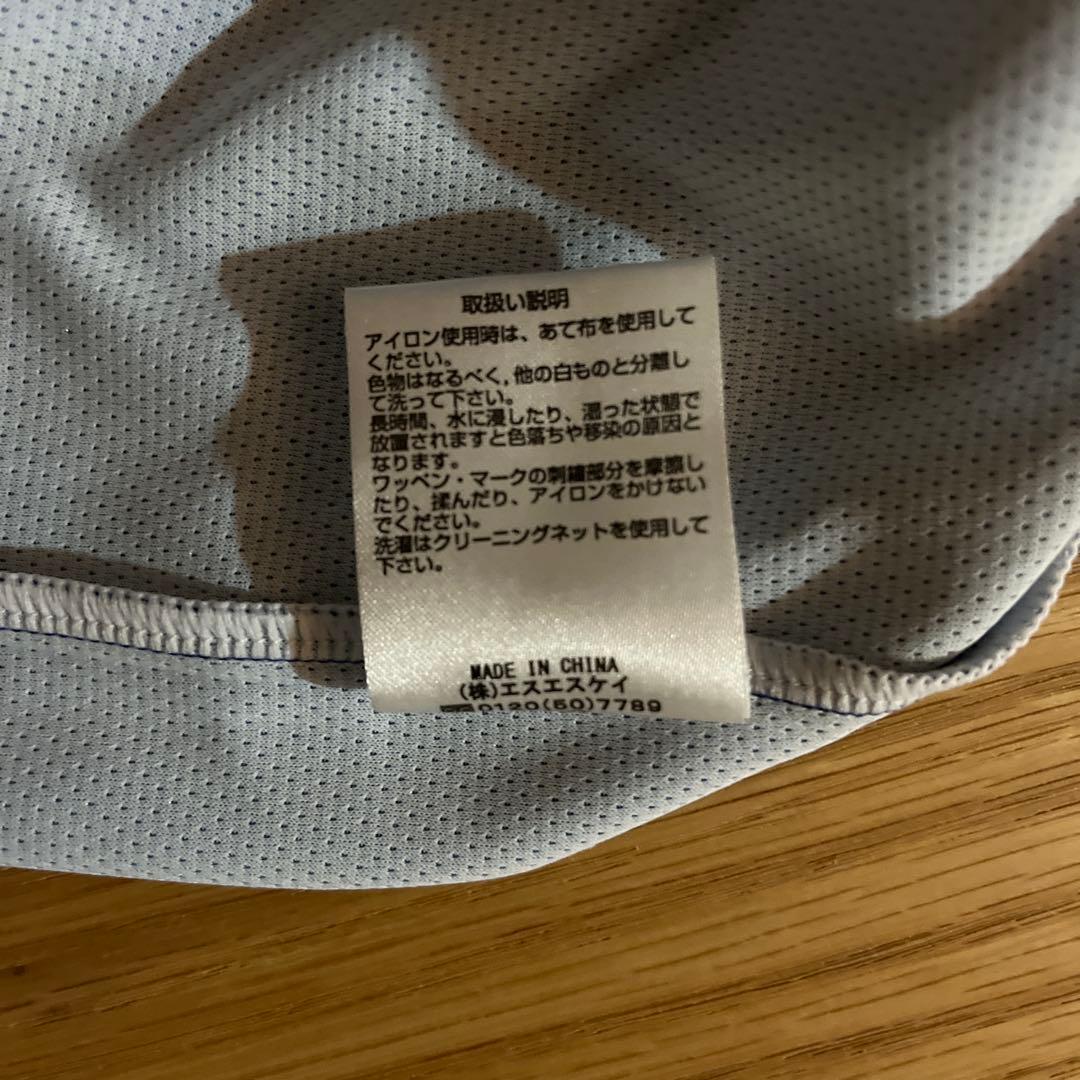 取扱い説明
アイロン使用時は、あて布を使用して
ください。
色物はなるべく,他の白ものと分離し
て洗って下さい。
長時間、水に浸したり、湿った状態で
放置されますと色落ちや移染の原因と
なります。
ワッペン・マークの刺繍部分を摩擦し
たり、揉んだり、アイロンをかけない
でください。
洗濯はクリーニングネットを使用して
下さい。
MADE IN CHINA
(株)エスエスケイ
0120(50)7789